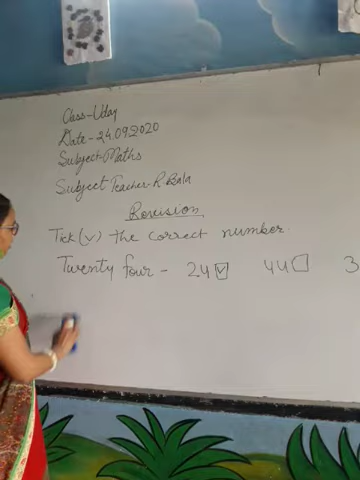 Class-Uday
Date-24.09.2020
Subject-Maths
Subject Teacher-R Bala
Revision
Tick (✓) the correct number.
Twenty four - 24 ☑ 44 ☐ 3